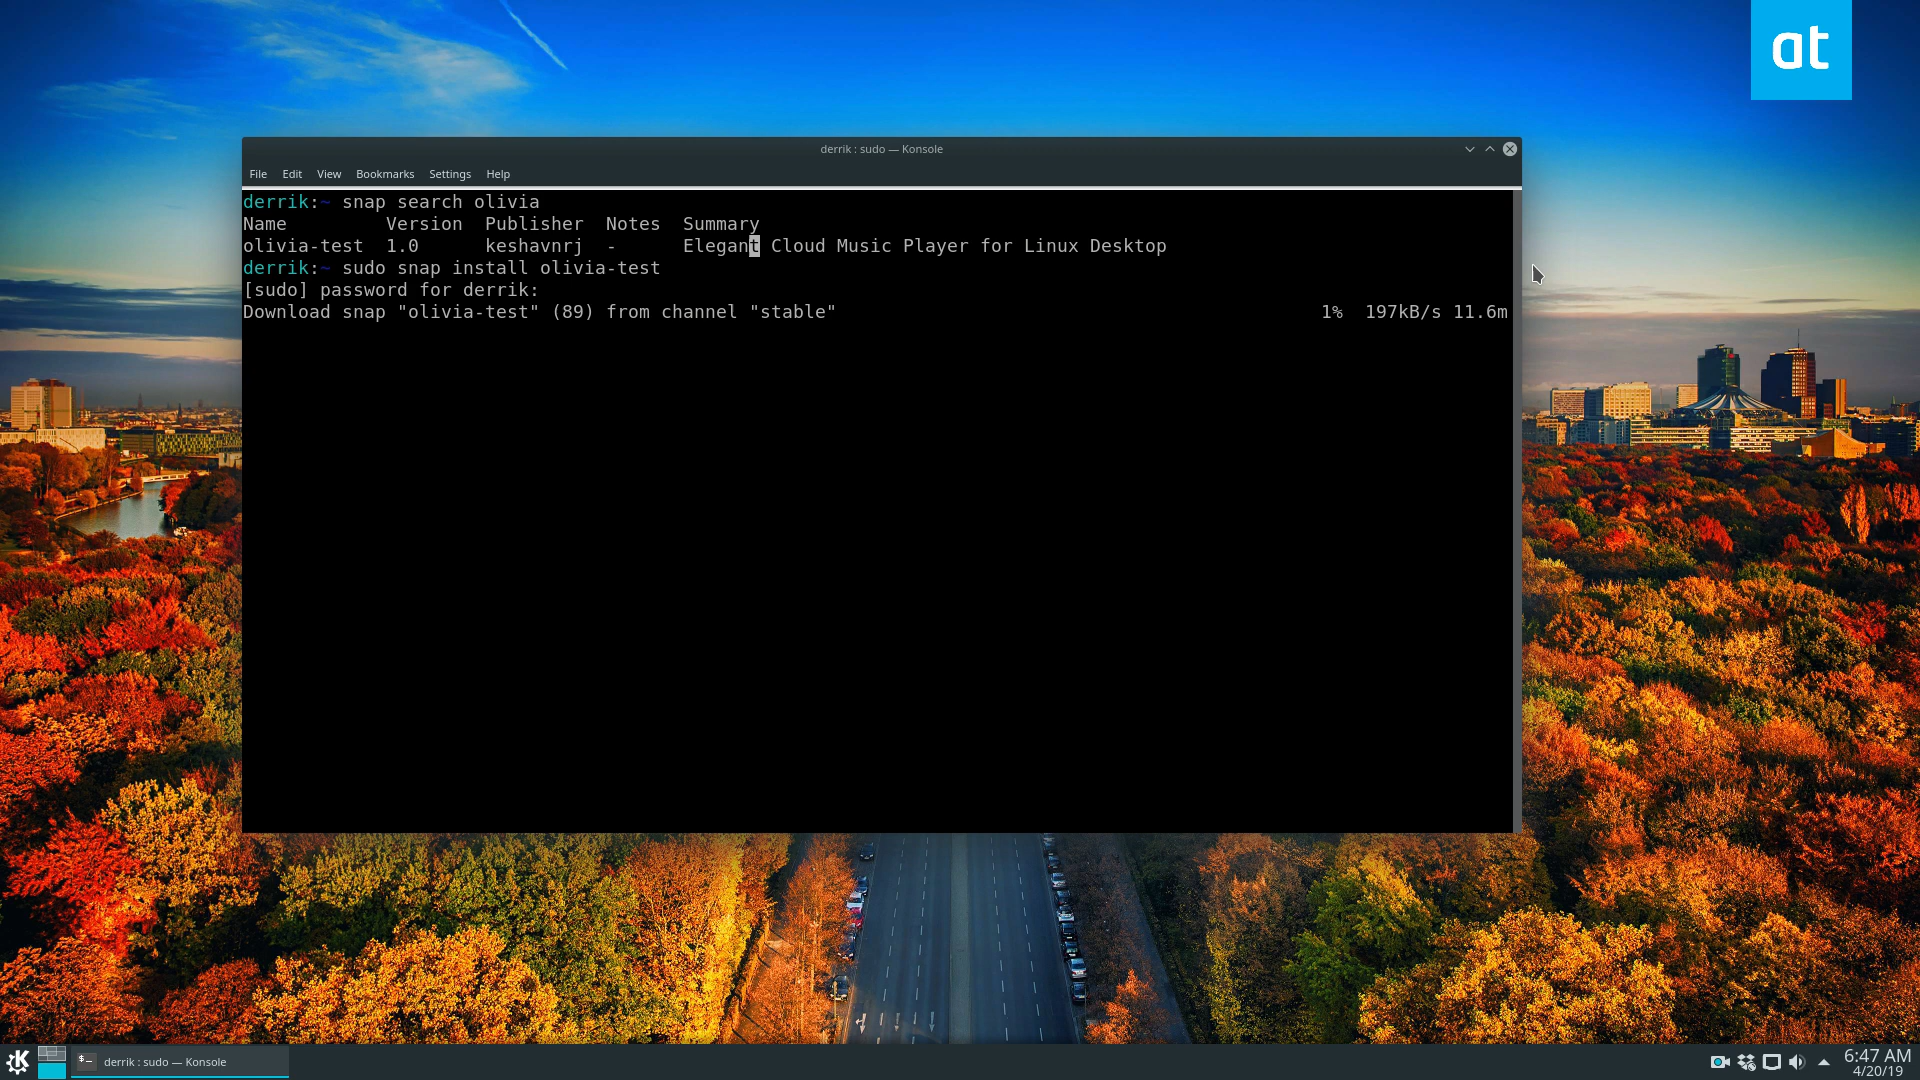 at
derrik : sudo — Konsole
File Edit View Bookmarks Settings Help
derrik:~ snap search olivia
Name Version Publisher Notes Summary
olivia-test 1.0 keshavnrj - Elegant Cloud Music Player for Linux Desktop
derrik:~ sudo snap install olivia-test
[sudo] password for derrik:
Download snap "olivia-test" (89) from channel "stable" 1% 197kB/s 11.6m
derrik : sudo — Konsole
6:47 AM
4/20/19